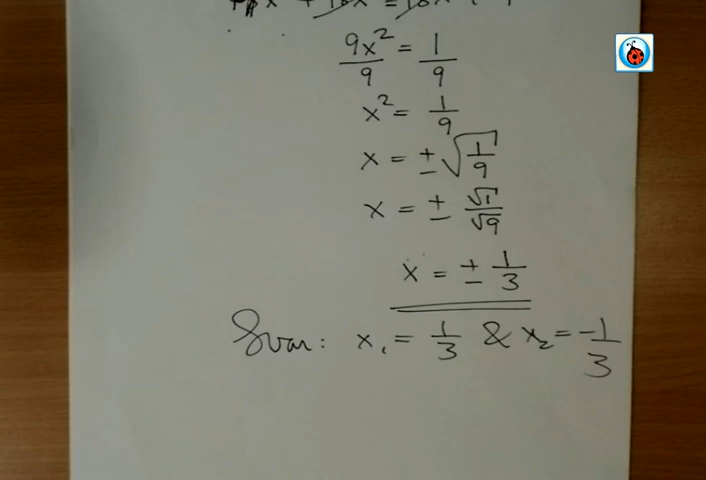 9x² / 9 = 1 / 9
x² = 1/9
x = ± √(1/9)
x = ± √1/√9
x = ± 1/3
Svar: x₁ = 1/3 & x₂ = -1/3